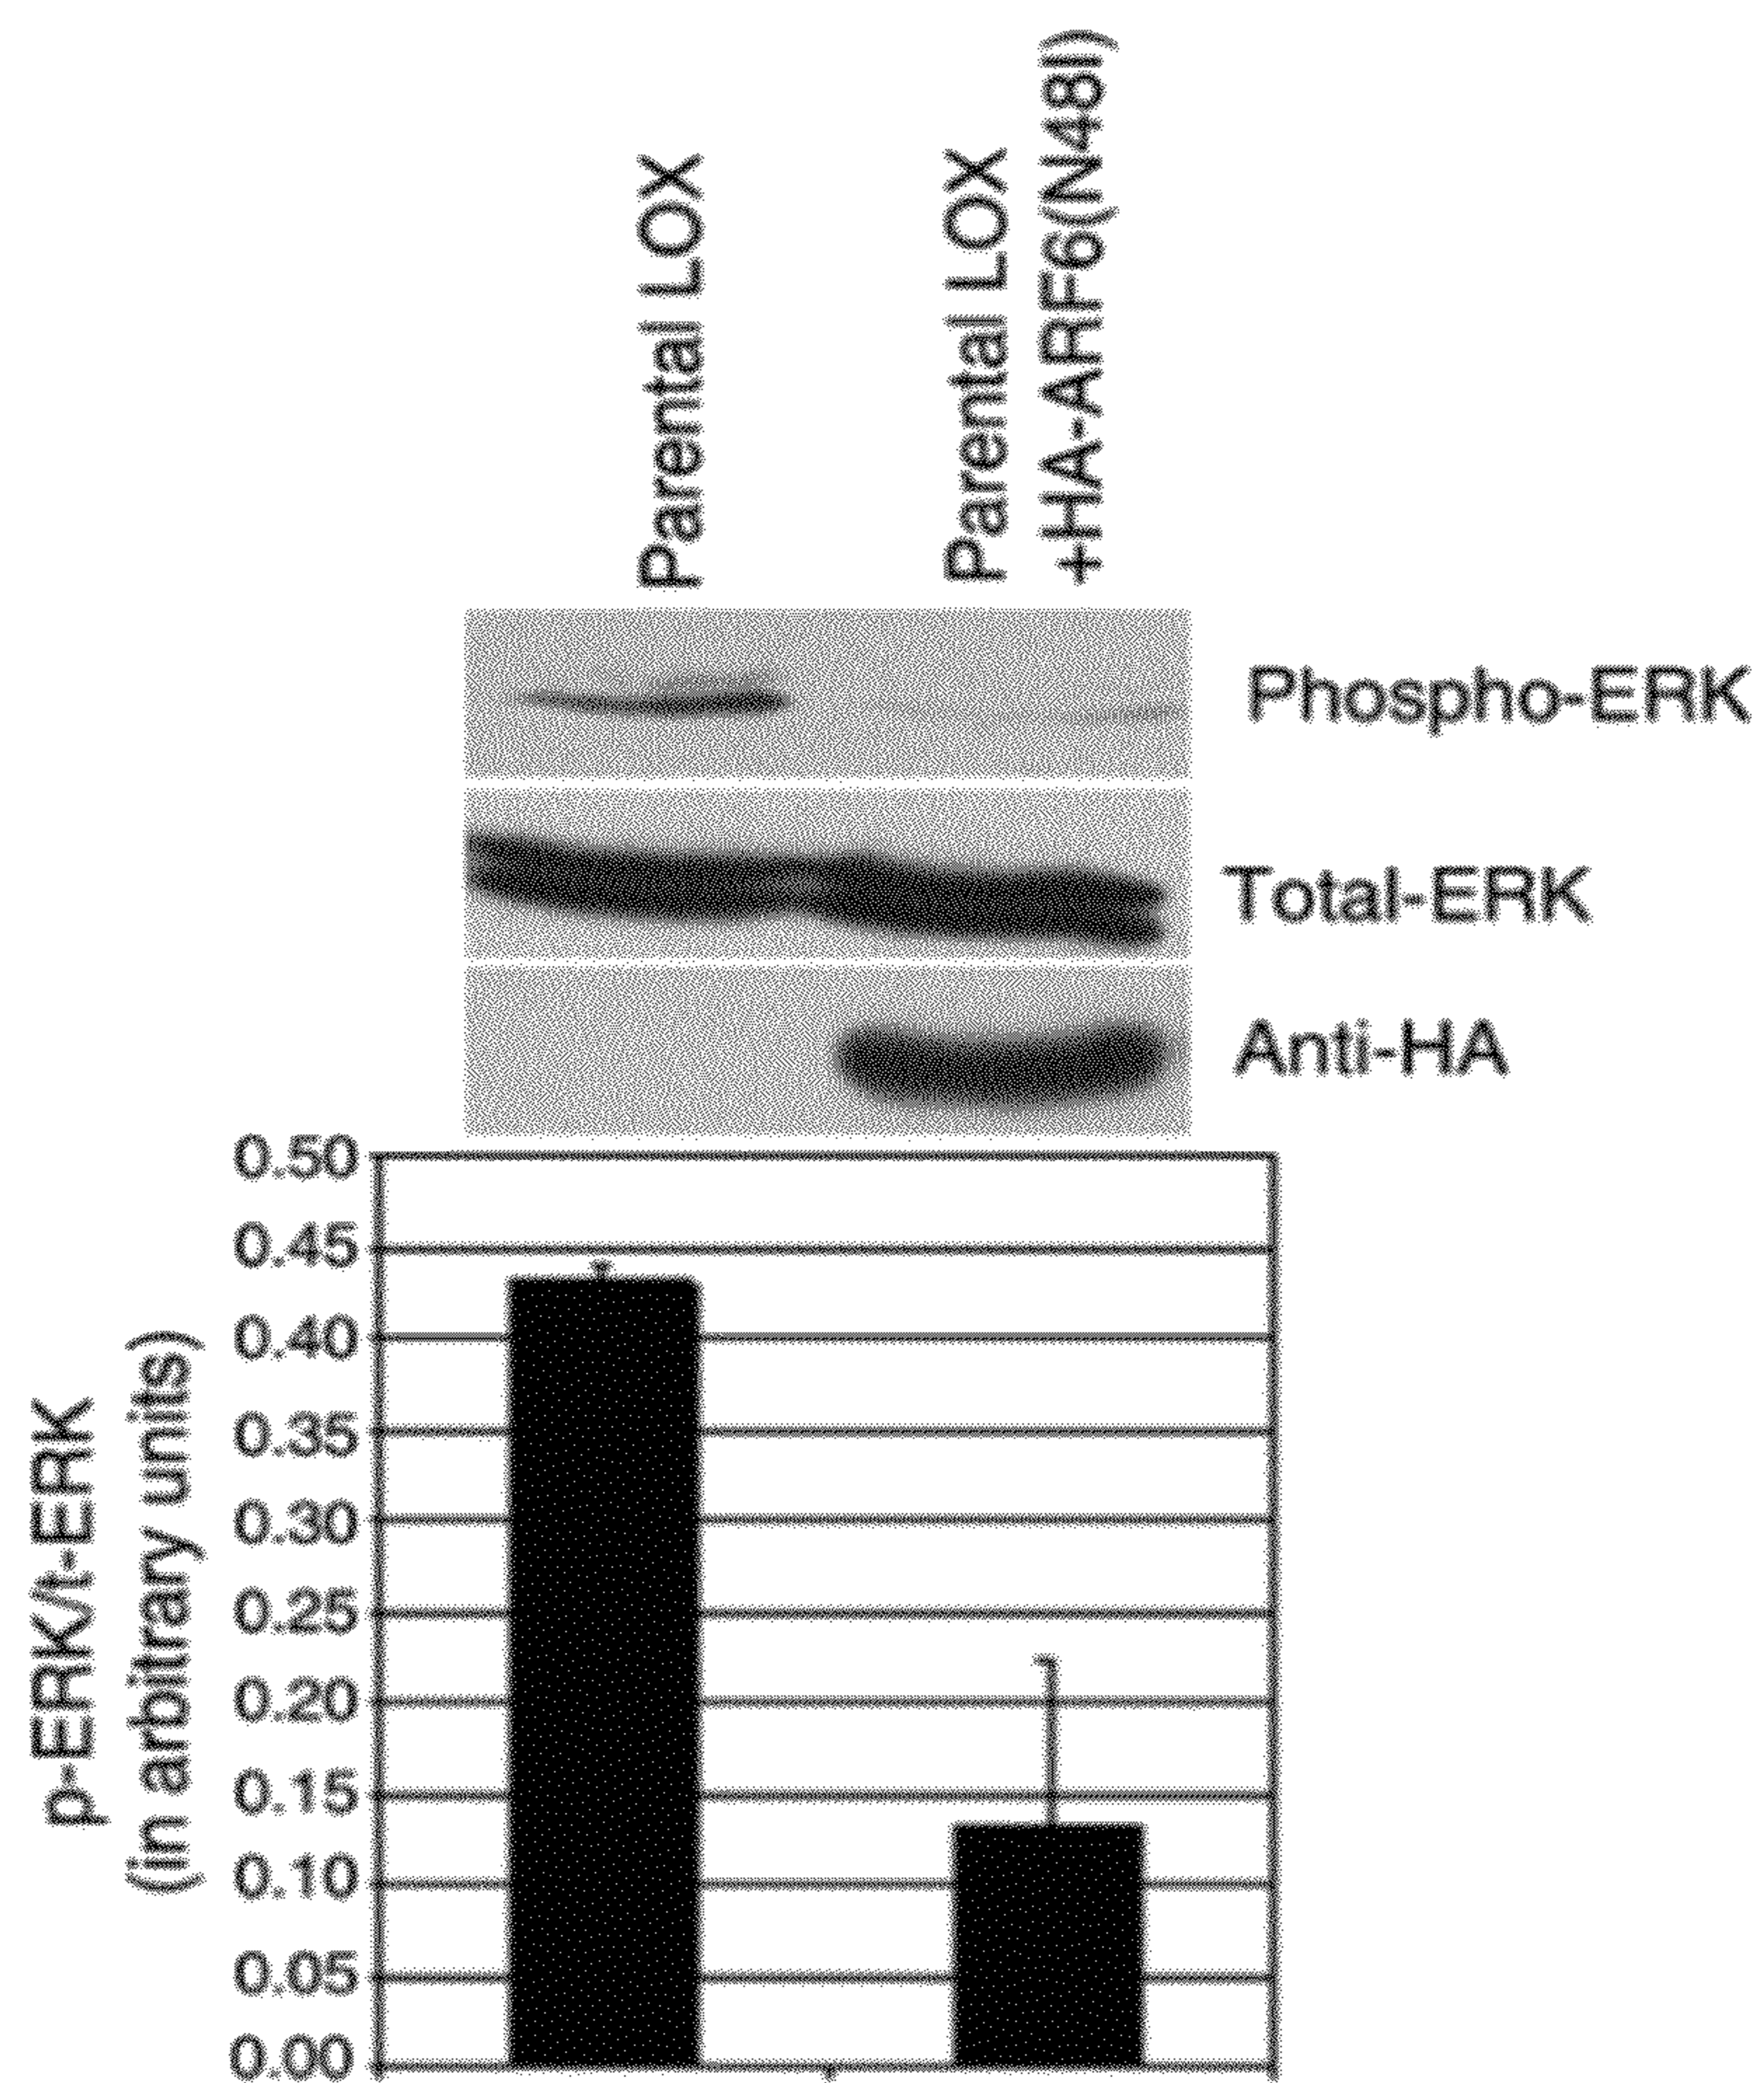 Parental LOX
Parental LOX
+HA-ARF6(N48I)
Phospho-ERK
Total-ERK
Anti-HA
p-ERK/t-ERK
(in arbitrary units)
0.50
0.45
0.40
0.35
0.30
0.25
0.20
0.15
0.10
0.05
0.00